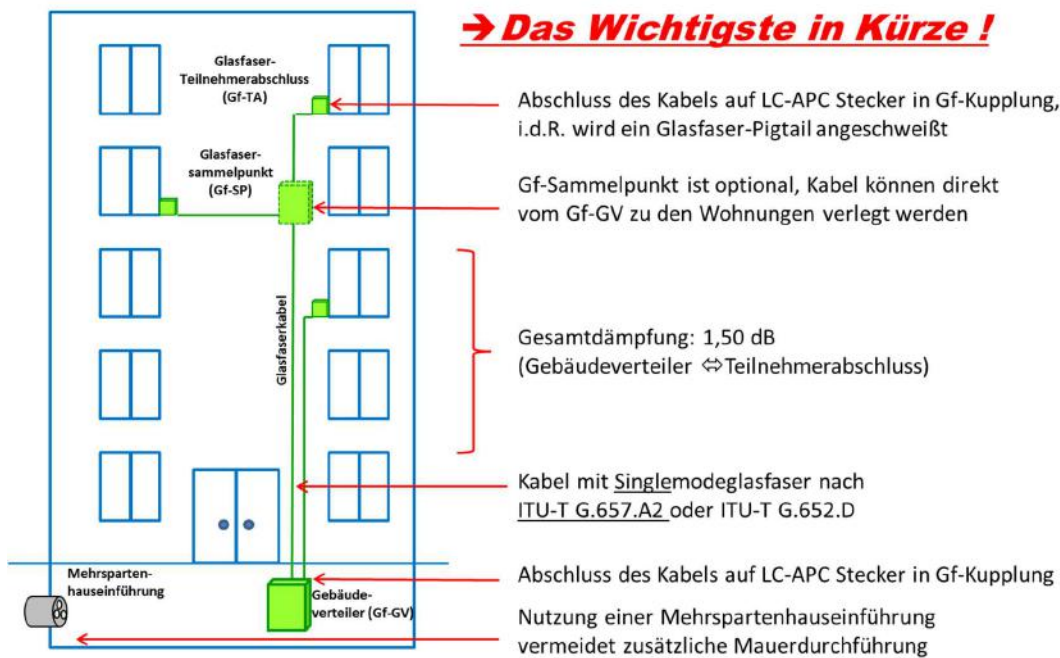 ➔ Das Wichtigste in Kürze !
Glasfaser-
Teilnehmerabschluss
(Gf-TA)
Abschluss des Kabels auf LC-APC Stecker in Gf-Kupplung,
i.d.R. wird ein Glasfaser-Pigtail angeschweißt
Glasfaser-
sammelpunkt
(Gf-SP)
Gf-Sammelpunkt ist optional, Kabel können direkt
vom Gf-GV zu den Wohnungen verlegt werden
Glasfaserkabel
Gesamtdämpfung: 1,50 dB
(Gebäudeverteiler ⇔Teilnehmerabschluss)
Kabel mit Singlemodeglasfaser nach
ITU-T G.657.A2 oder ITU-T G.652.D
Mehrsparten-
hauseinführung
Gebäude-
verteiler (Gf-GV)
Abschluss des Kabels auf LC-APC Stecker in Gf-Kupplung
Nutzung einer Mehrspartenhauseinführung
vermeidet zusätzliche Mauerdurchführung